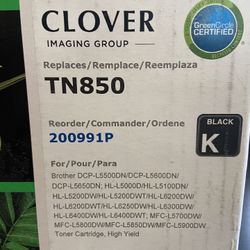 CLOVER
IMAGING GROUP
GreenCircle
CERTIFIED
Replaces/Remplace/Reemplaza
TN850
Reorder/Commander/Ordene
200991P
BLACK
K
For/Pour/Para
Brother DCP-L5500DN/DCP-L5600DN/
DCP-L5650DN; HL-L5000D/HL-L5100DN/
HL-L5200DW/HL-L5200DWT/HL-L6200DW/
HL-L6200DWT/HL-L6250DW/HL-L6300DW/
HL-L6400DW/HL-L6400DWT; MFC-L5700DW/
MFC-L5800DW/MFC-L5850DW/MFC-L5900DW
Toner Cartridge, High Yield